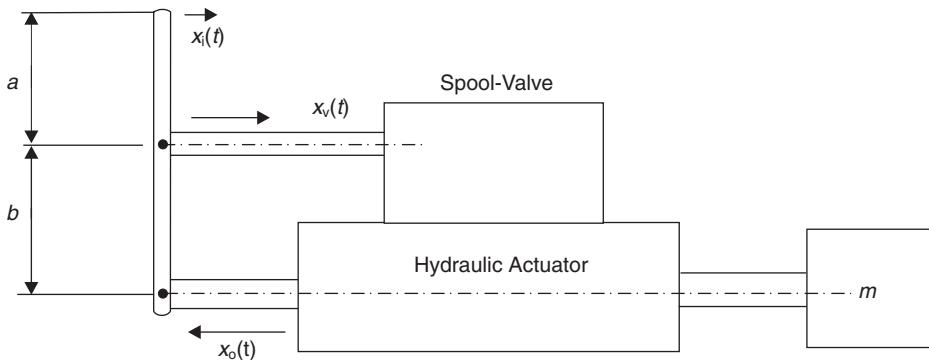 xi(t)
a
Spool-Valve
xv(t)
b
Hydraulic Actuator
m
xo(t)